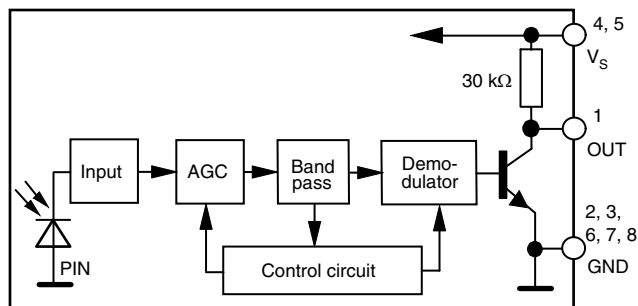 4, 5
V_S
30 kΩ
1
OUT
Input
AGC
Band
pass
Demo-
dulator
2, 3,
6, 7, 8
GND
PIN
Control circuit